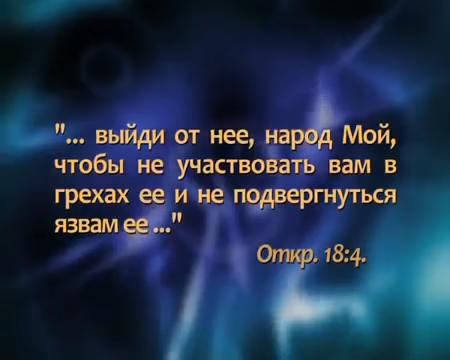 "... выйди от нее, народ Мой,
чтобы не участвовать вам в
грехах ее и не подвергнуться
язвам ее ..."
Откр. 18:4.